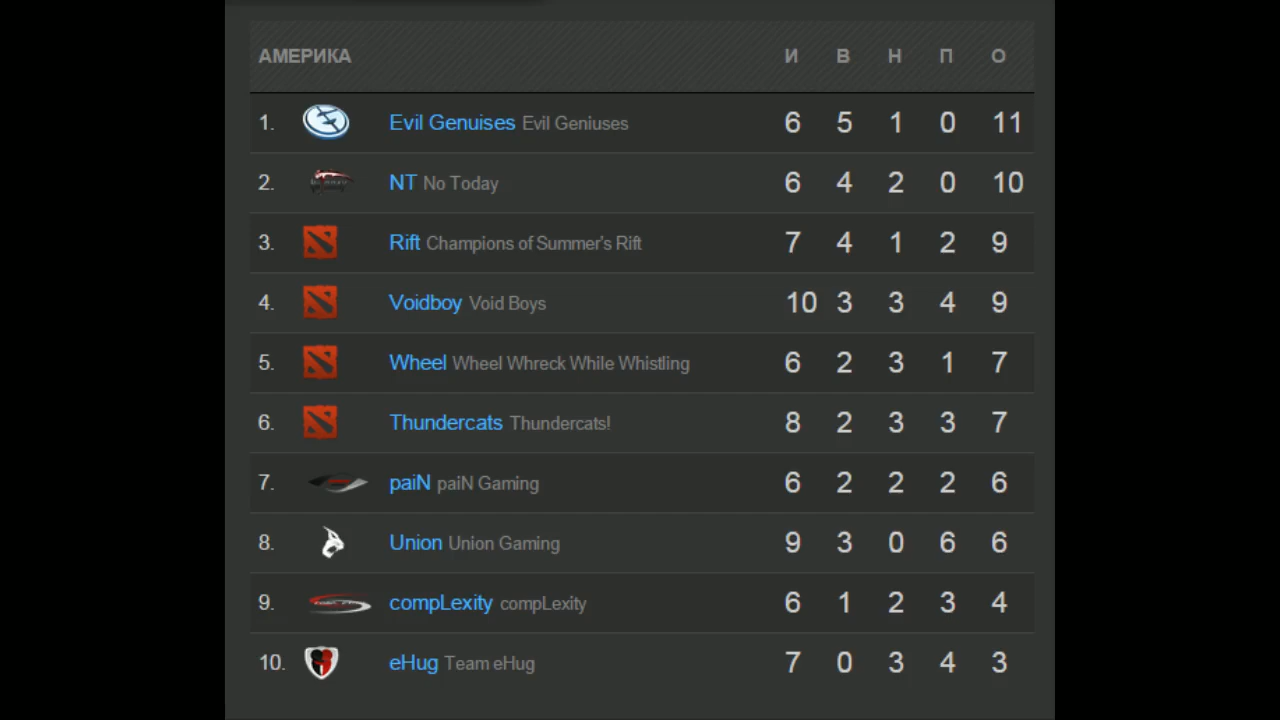 АМЕРИКА И В Н П О
1. Evil Genuises Evil Geniuses 6 5 1 0 11
2. NT No Today 6 4 2 0 10
3. Rift Champions of Summer's Rift 7 4 1 2 9
4. Voidboy Void Boys 10 3 3 4 9
5. Wheel Wheel Whreck While Whistling 6 2 3 1 7
6. Thundercats Thundercats! 8 2 3 3 7
7. paiN paiN Gaming 6 2 2 2 6
8. Union Union Gaming 9 3 0 6 6
9. compLexity compLexity 6 1 2 3 4
10. eHug Team eHug 7 0 3 4 3